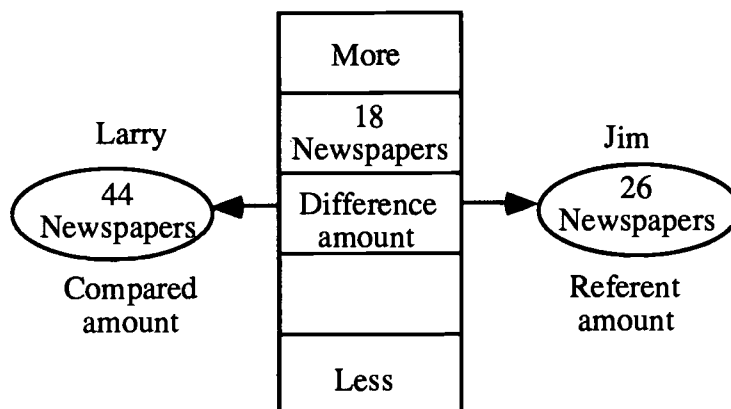 More
18
Newspapers
Larry
Jim
44
Newspapers
Difference
amount
26
Newspapers
Compared
amount
Referent
amount
Less